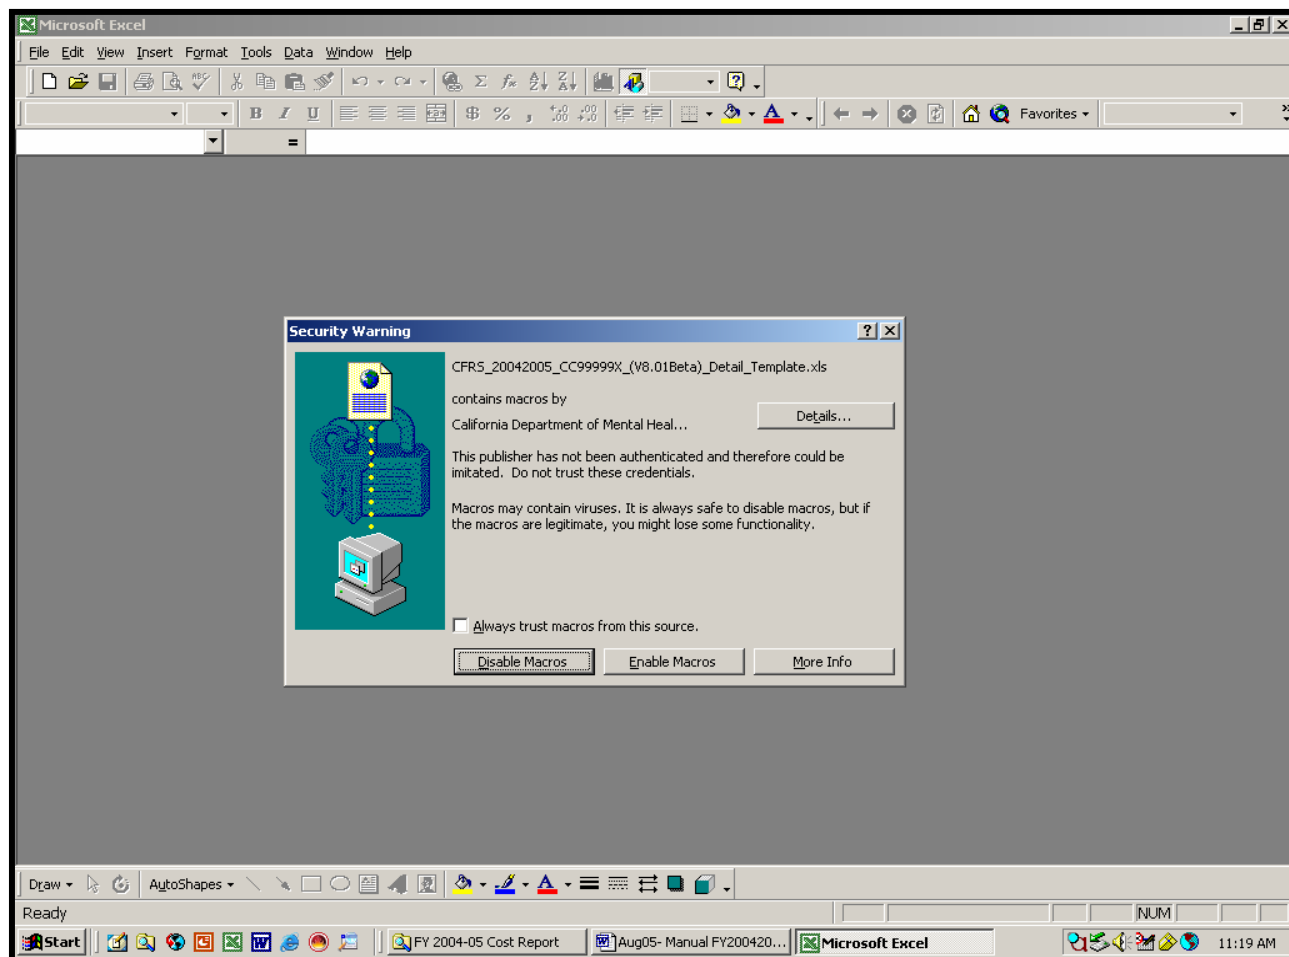 Microsoft Excel
File Edit View Insert Format Tools Data Window Help
B I U $ % , Favorites
=
Security Warning
CFRS_20042005_CC99999X_(V8.01Beta)_Detail_Template.xls
contains macros by
Details...
California Department of Mental Heal...
This publisher has not been authenticated and therefore could be
imitated. Do not trust these credentials.
Macros may contain viruses. It is always safe to disable macros, but if
the macros are legitimate, you might lose some functionality.
Always trust macros from this source.
Disable Macros Enable Macros More Info
Draw AutoShapes
Ready NUM
Start FY 2004-05 Cost Report Aug05- Manual FY200420... Microsoft Excel 11:19 AM